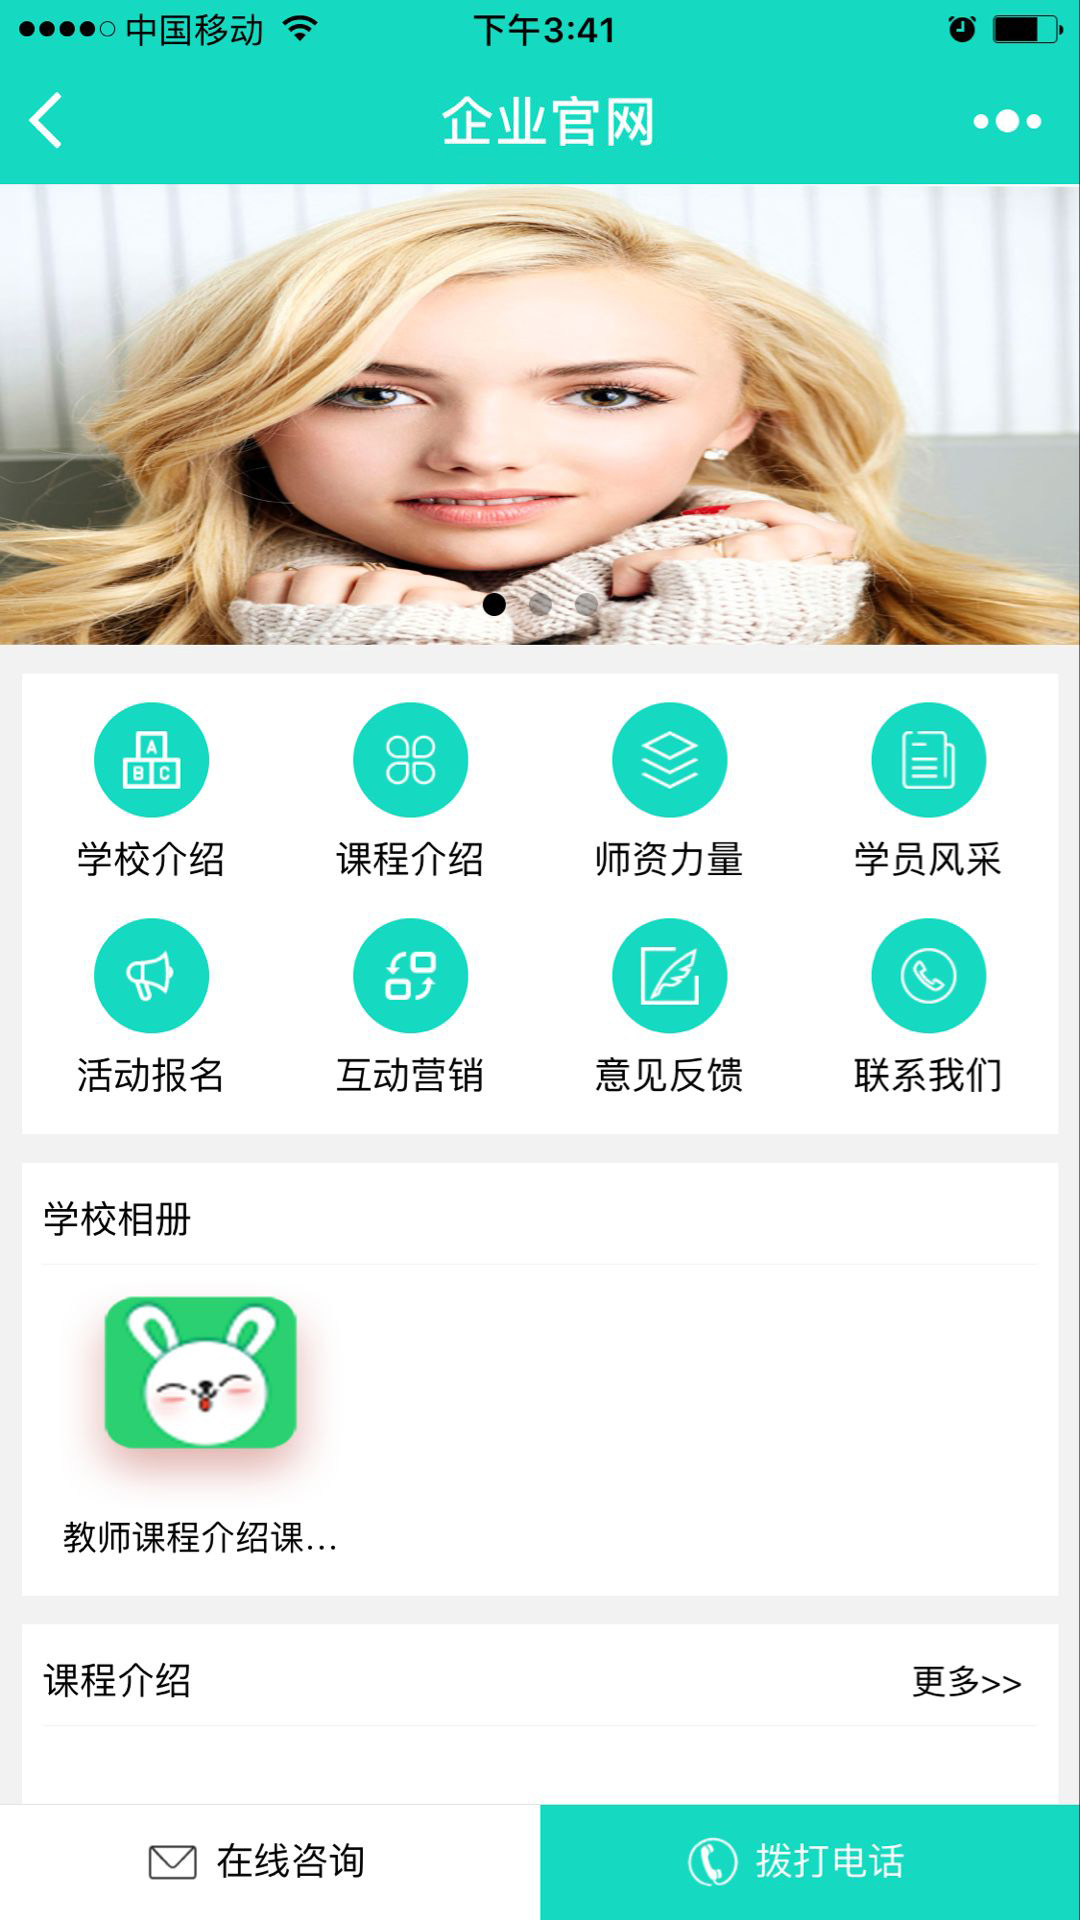 中国移动 下午3:41
企业官网
A
B C
学校介绍 课程介绍 师资力量 学员风采
活动报名 互动营销 意见反馈 联系我们
学校相册
教师课程介绍课...
课程介绍 更多>>
在线咨询 拨打电话